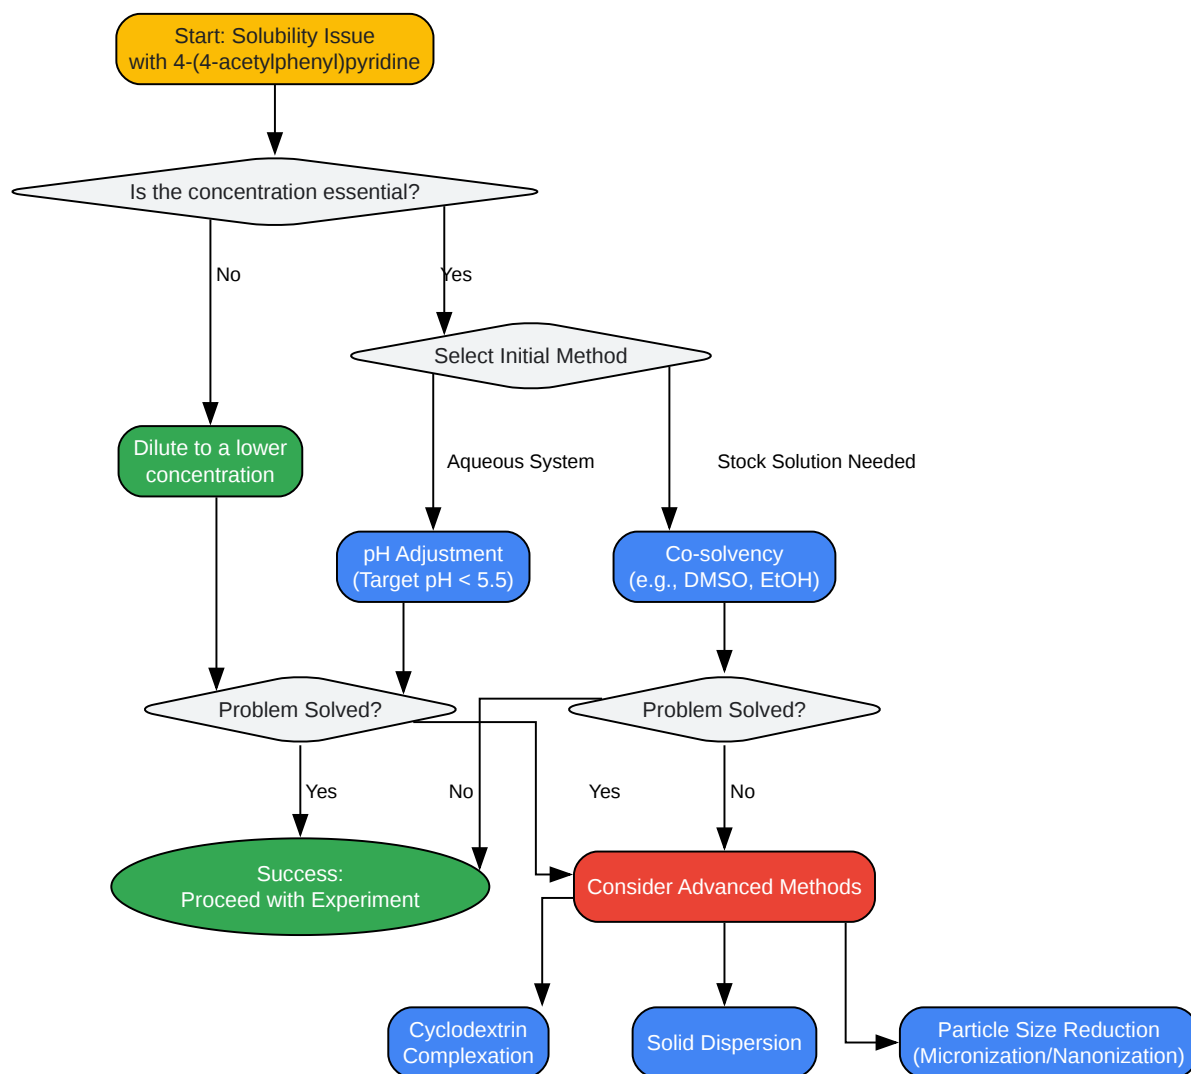 Start: Solubility Issue
with 4-(4-acetylphenyl)pyridine
Is the concentration essential?
No
Yes
Select Initial Method
Dilute to a lower
concentration
Aqueous System
Stock Solution Needed
pH Adjustment
(Target pH < 5.5)
Co-solvency
(e.g., DMSO, EtOH)
Problem Solved?
Problem Solved?
Yes
No
Yes
No
Success:
Proceed with Experiment
Consider Advanced Methods
Cyclodextrin
Complexation
Solid Dispersion
Particle Size Reduction
(Micronization/Nanonization)